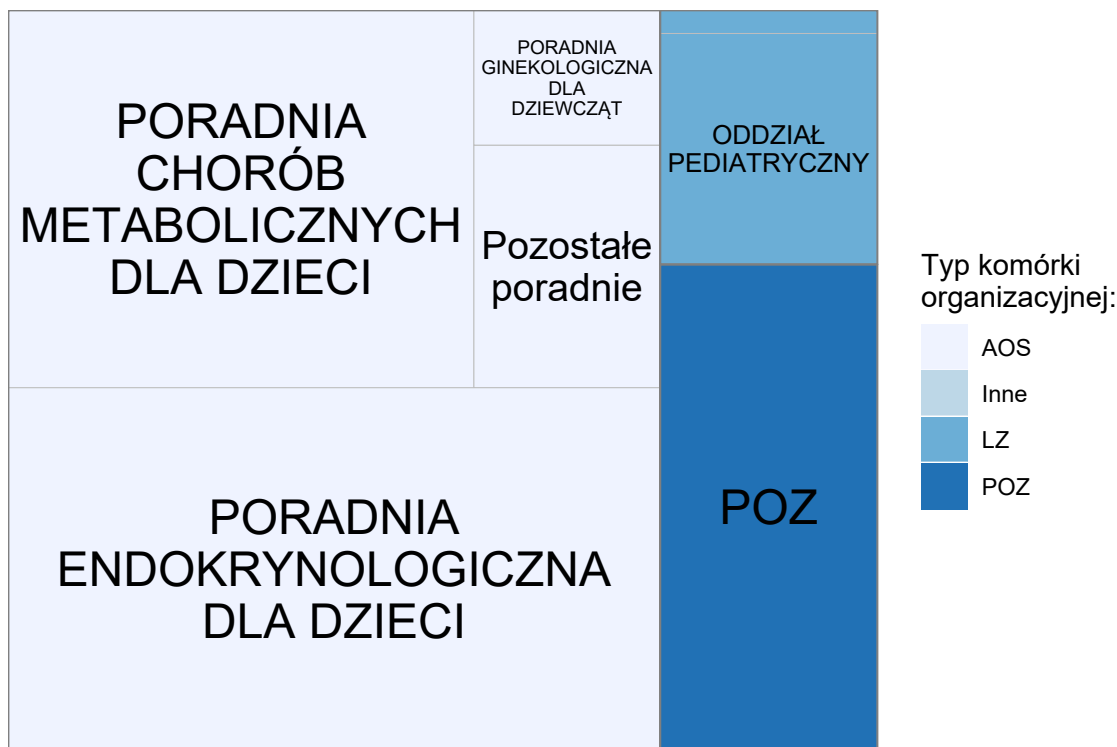 PORADNIA
CHORÓB
METABOLICZNYCH
DLA DZIECI
PORADNIA
GINEKOLOGICZNA
DLA
DZIEWCZĄT
Pozostałe
poradnie
PORADNIA
ENDOKRYNOLOGICZNA
DLA DZIECI
ODDZIAŁ
PEDIATRYCZNY
POZ
Typ komórki
organizacyjnej:
AOS
Inne
LZ
POZ